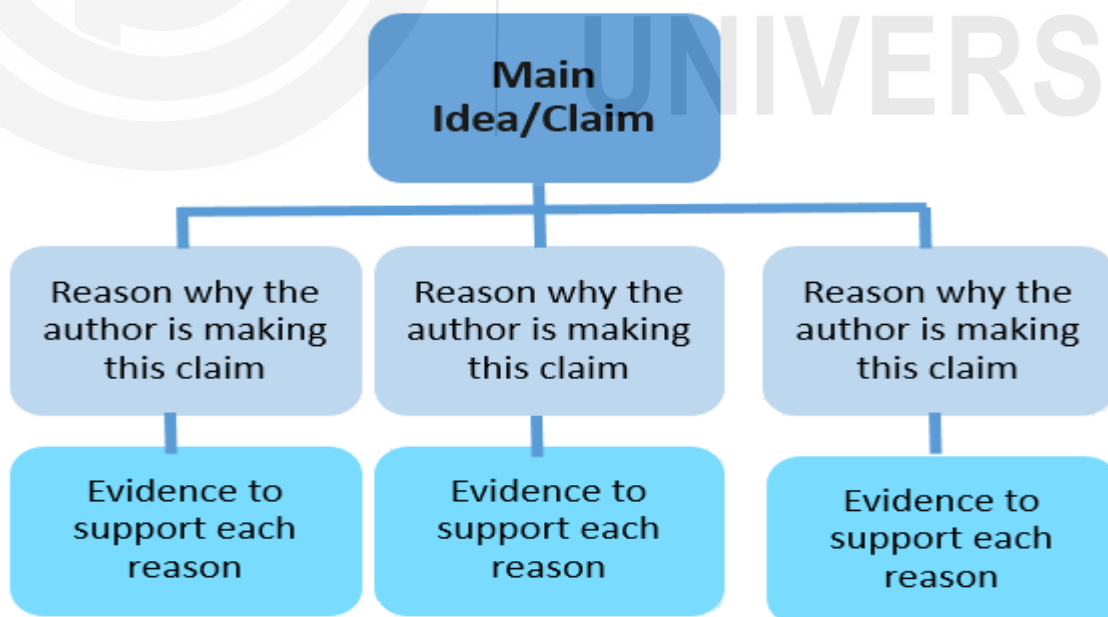 UNIVERS
Main
Idea/Claim
Reason why the
author is making
this claim
Reason why the
author is making
this claim
Reason why the
author is making
this claim
Evidence to
support each
reason
Evidence to
support each
reason
Evidence to
support each
reason